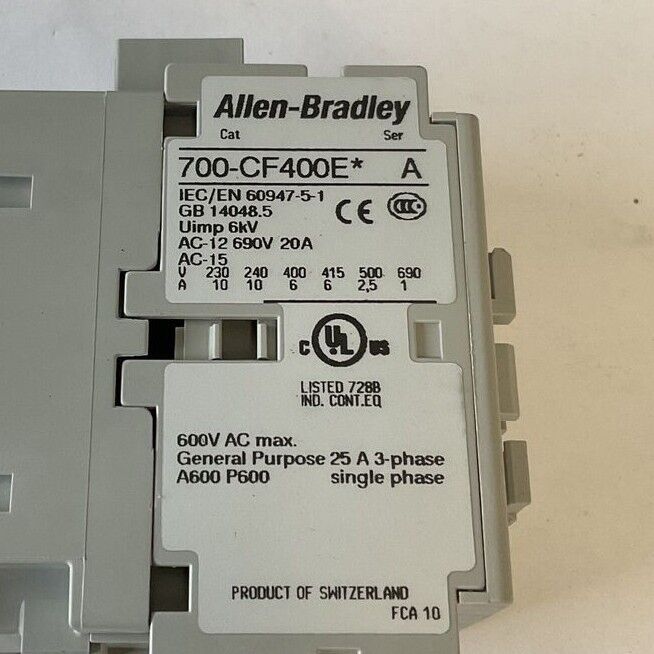 Allen-Bradley
Cat Ser
700-CF400E* A
IEC/EN 60947-5-1
GB 14048.5
Uimp 6kV
CE CCC
AC-12 690V 20A
AC-15
V 230 240 400 415 500 690
A 10 10 6 6 2,5 1
C UL US
LISTED 728B
IND. CONT.EQ
600V AC max.
General Purpose 25 A 3-phase
A600 P600 single phase
PRODUCT OF SWITZERLAND
FCA 10